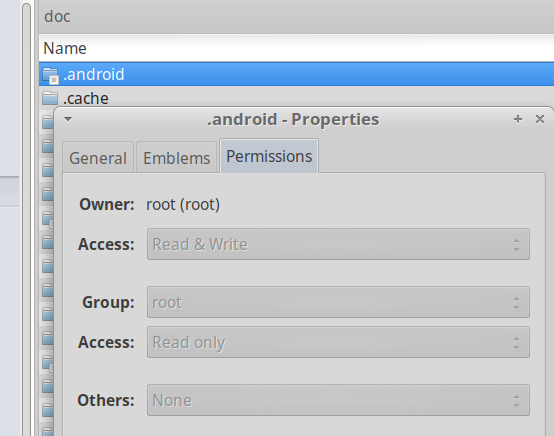 doc
Name
.android
.cache
.android - Properties
General Emblems Permissions
Owner: root (root)
Access: Read & Write
Group: root
Access: Read only
Others: None